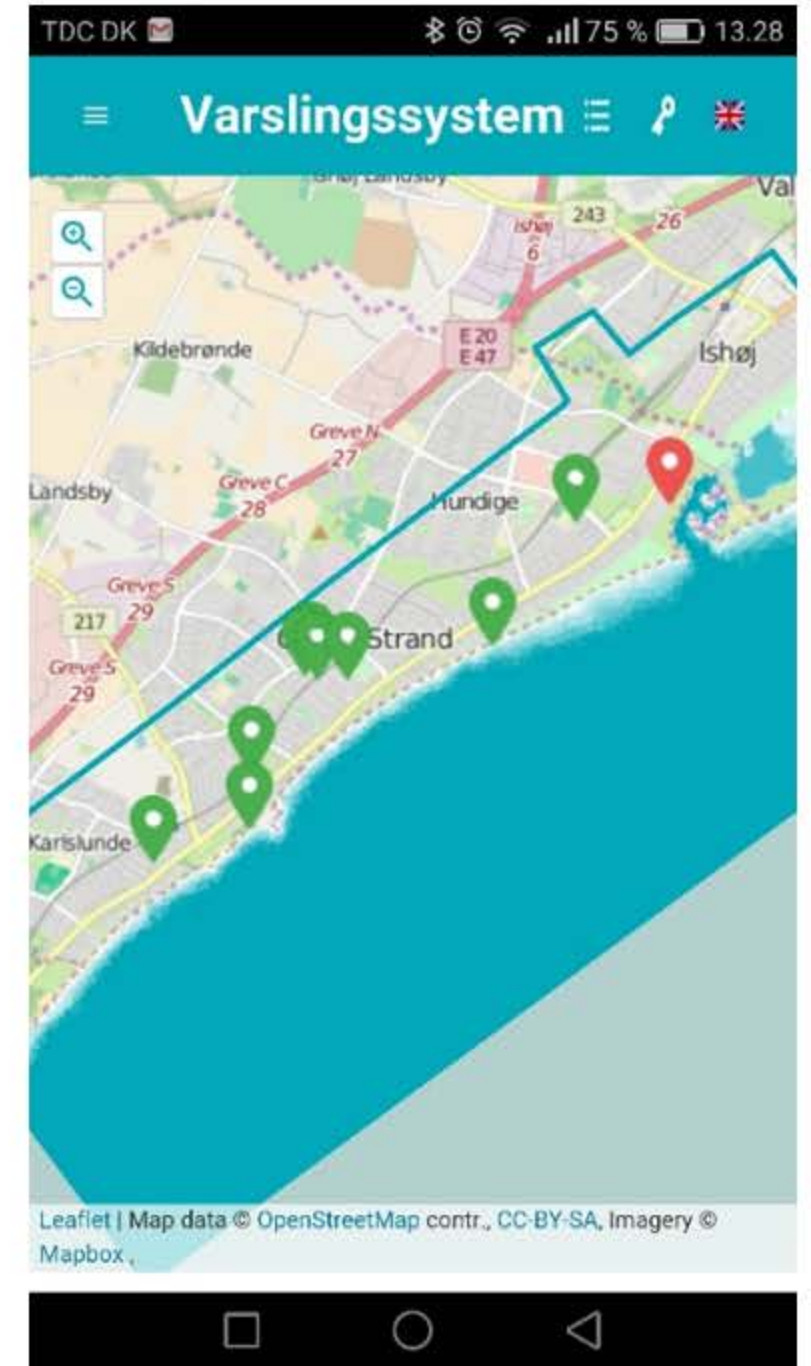 TDC DK 75 % 13.28
Varslingssystem
Val
243
26
Ishøj
6
E 20
E 47
Kildebrønde
Ishøj
Greve N
27
Greve C
28
Landsby
Hundige
Greve S
29
217
Strand
Greve S
29
Karlslunde
Leaflet | Map data © OpenStreetMap contr., CC-BY-SA, Imagery ©
Mapbox ,